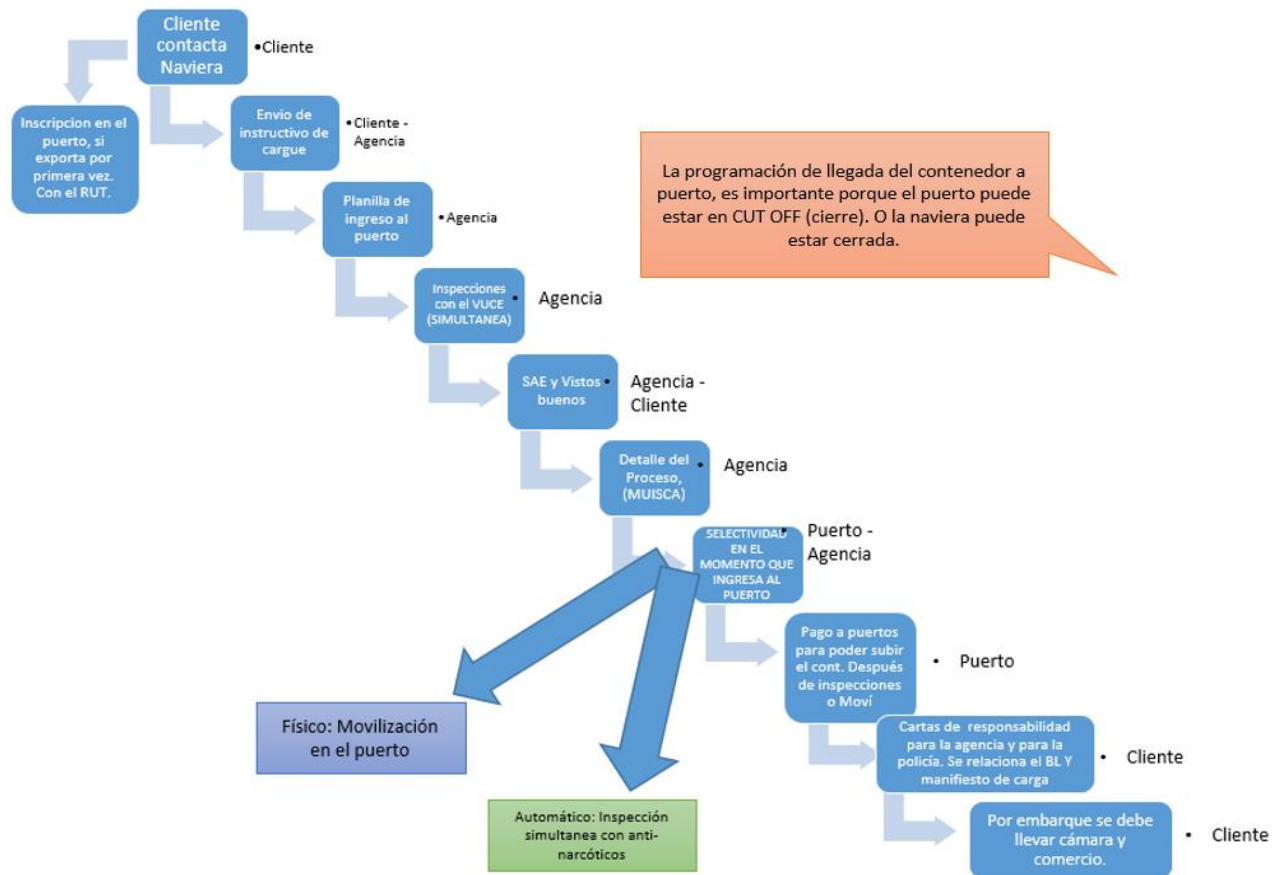 Cliente
contacta
Naviera
•Cliente
Inscripcion en el
puerto, si
exporta por
primera vez.
Con el RUT.
Envio de
instructivo de
cargue
•Cliente -
Agencia
La programación de llegada del contenedor a
puerto, es importante porque el puerto puede
estar en CUT OFF (cierre). O la naviera puede
estar cerrada.
Planilla de
ingreso al
puerto
•Agencia
Inspecciones
con el VUCE
(SIMULTANEA)
• Agencia
SAE y Vistos
buenos
• Agencia -
Cliente
Detalle del
Proceso,
(MUISCA)
• Agencia
SELECTIVIDAD
EN EL
MOMENTO QUE
INGRESA AL
PUERTO
• Puerto -
Agencia
Pago a puertos
para poder subir
el cont. Después
de inspecciones
o Moví
• Puerto
Físico: Movilización
en el puerto
Cartas de responsabilidad
para la agencia y para la
policía. Se relaciona el BL Y
manifiesto de carga
• Cliente
Automático: Inspección
simultanea con anti-
narcóticos
Por embarque se debe
llevar cámara y
comercio.
• Cliente